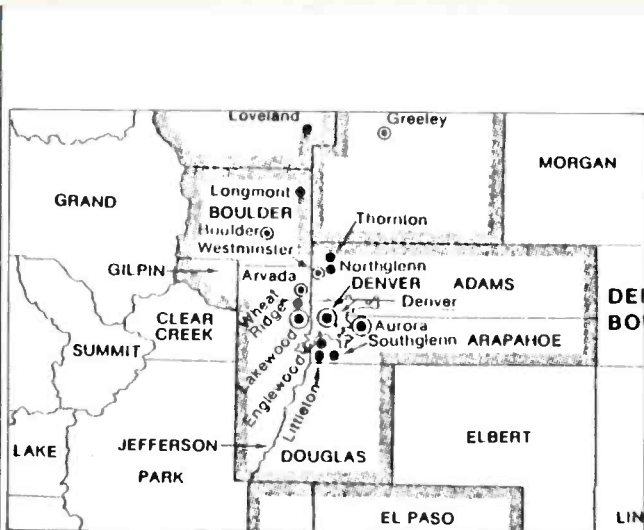 Loveland
Greeley
MORGAN
GRAND
Longmont
BOULDER
Thornton
Boulder
Westminster
GILPIN
Arvada
Northglenn
DENVER
ADAMS
Denver
Wheat
Ridge
CLEAR
CREEK
Aurora
Southglenn
ARAPAHOE
SUMMIT
Lakewood
Englewood
Littleton
LAKE
JEFFERSON
PARK
DOUGLAS
ELBERT
EL PASO